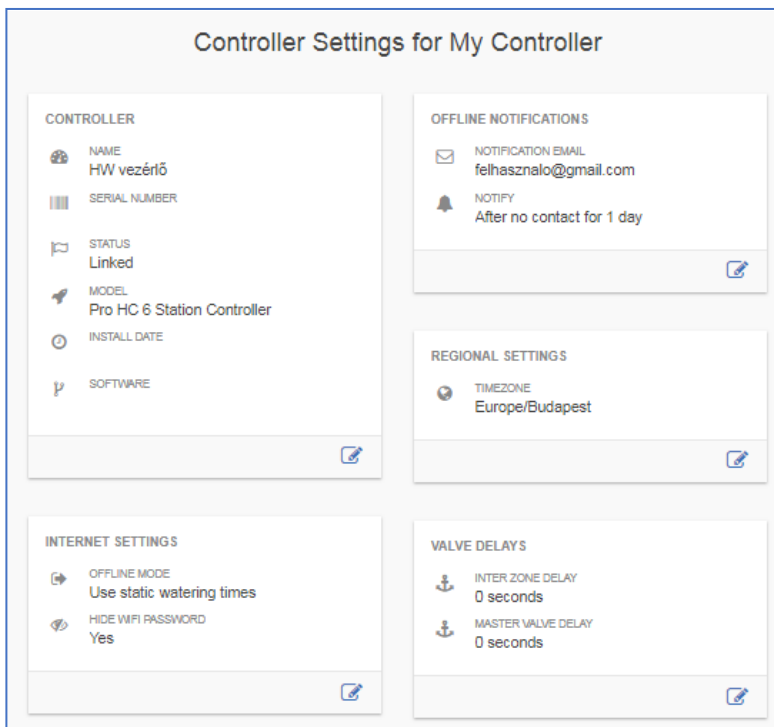 Controller Settings for My Controller
CONTROLLER
NAME
HW vezérlő
SERIAL NUMBER
STATUS
Linked
MODEL
Pro HC 6 Station Controller
INSTALL DATE
SOFTWARE
INTERNET SETTINGS
OFFLINE MODE
Use static watering times
HIDE WIFI PASSWORD
Yes
OFFLINE NOTIFICATIONS
NOTIFICATION EMAIL
felhasznalo@gmail.com
NOTIFY
After no contact for 1 day
REGIONAL SETTINGS
TIMEZONE
Europe/Budapest
VALVE DELAYS
INTER ZONE DELAY
0 seconds
MASTER VALVE DELAY
0 seconds